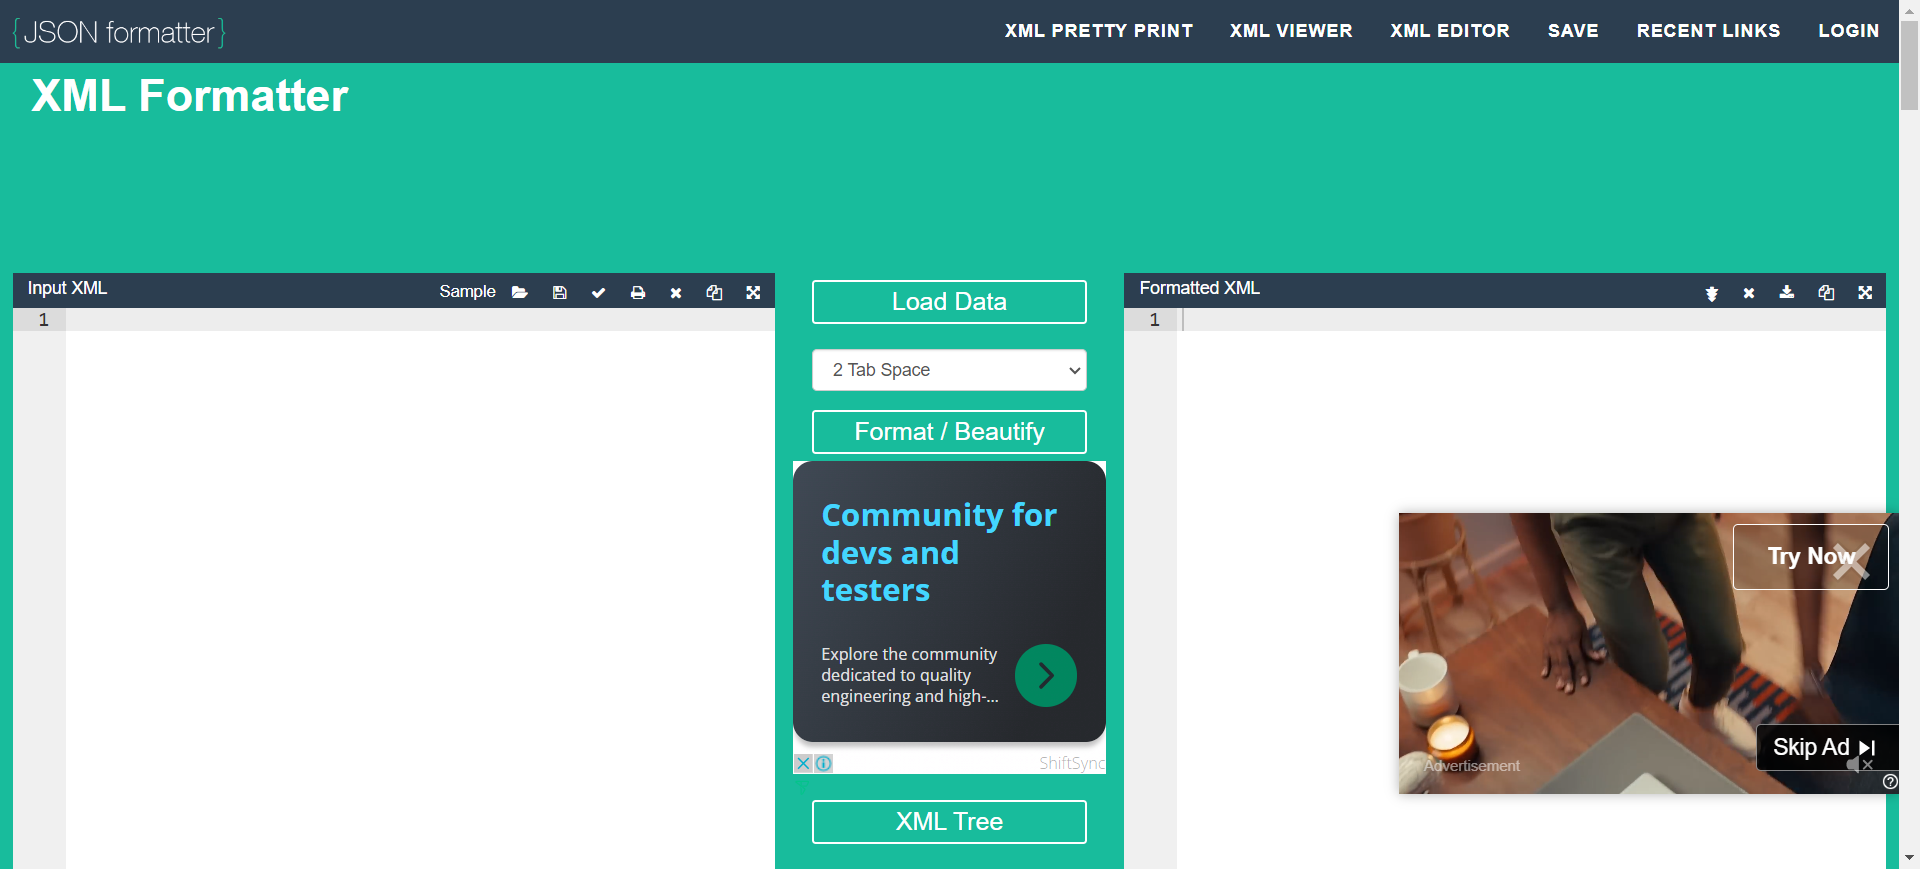 {JSON formatter}
XML PRETTY PRINT
XML VIEWER
XML EDITOR
SAVE
RECENT LINKS
LOGIN
XML Formatter
Input XML
Sample
1
Load Data
2 Tab Space
Format / Beautify
Community for
devs and
testers
Explore the community
dedicated to quality
engineering and high-...
ShiftSync
XML Tree
Formatted XML
1
Try Now
Skip Ad
Advertisement